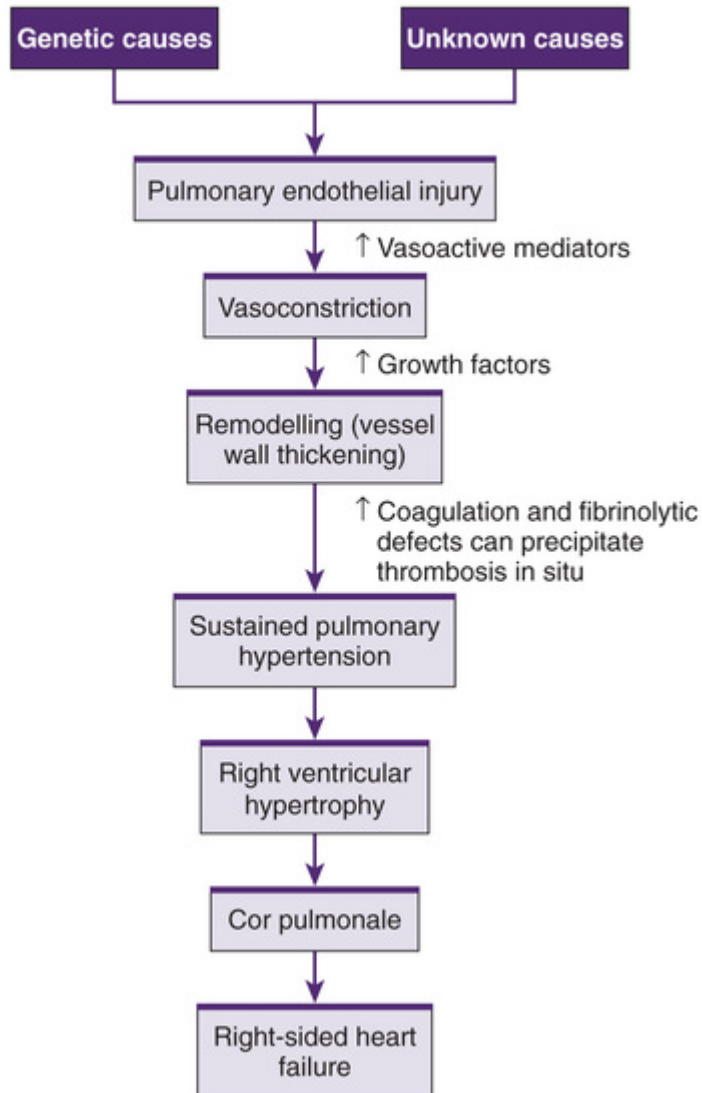 Genetic causes
Unknown causes
Pulmonary endothelial injury
↑ Vasoactive mediators
Vasoconstriction
↑ Growth factors
Remodelling (vessel
wall thickening)
↑ Coagulation and fibrinolytic
defects can precipitate
thrombosis in situ
Sustained pulmonary
hypertension
Right ventricular
hypertrophy
Cor pulmonale
Right-sided heart
failure